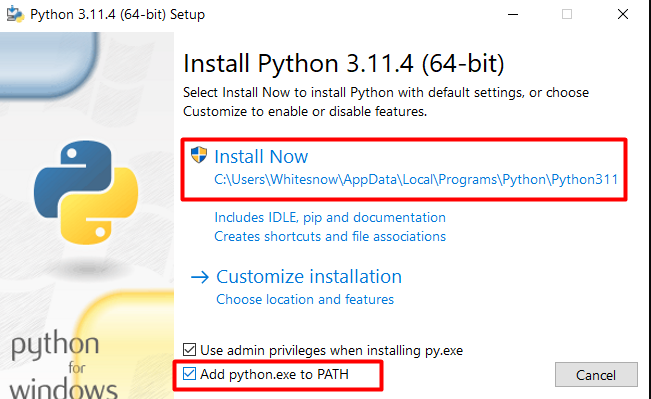 Python 3.11.4 (64-bit) Setup
Install Python 3.11.4 (64-bit)
Select Install Now to install Python with default settings, or choose
Customize to enable or disable features.
Install Now
C:\Users\Whitesnow\AppData\Local\Programs\Python\Python311
Includes IDLE, pip and documentation
Creates shortcuts and file associations
Customize installation
Choose location and features
Use admin privileges when installing py.exe
Add python.exe to PATH
Cancel
python
for
windows